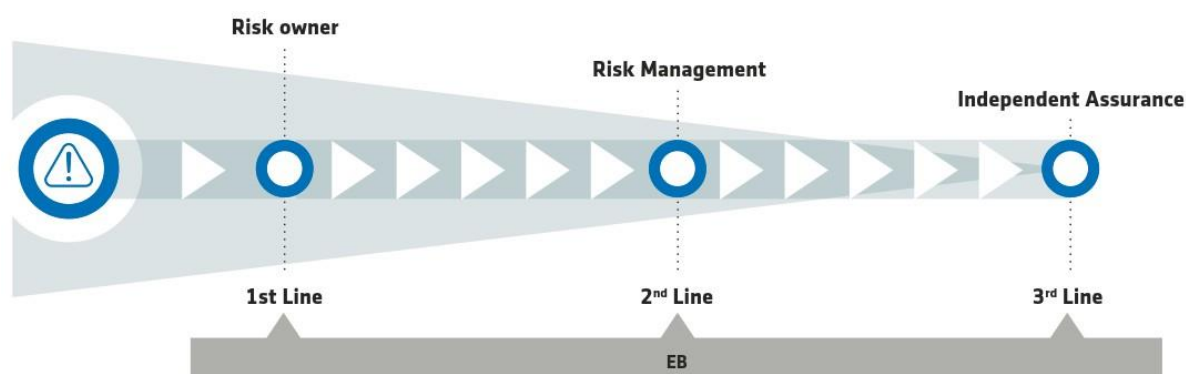 Risk owner
Risk Management
Independent Assurance
1st Line
2nd Line
3rd Line
EB